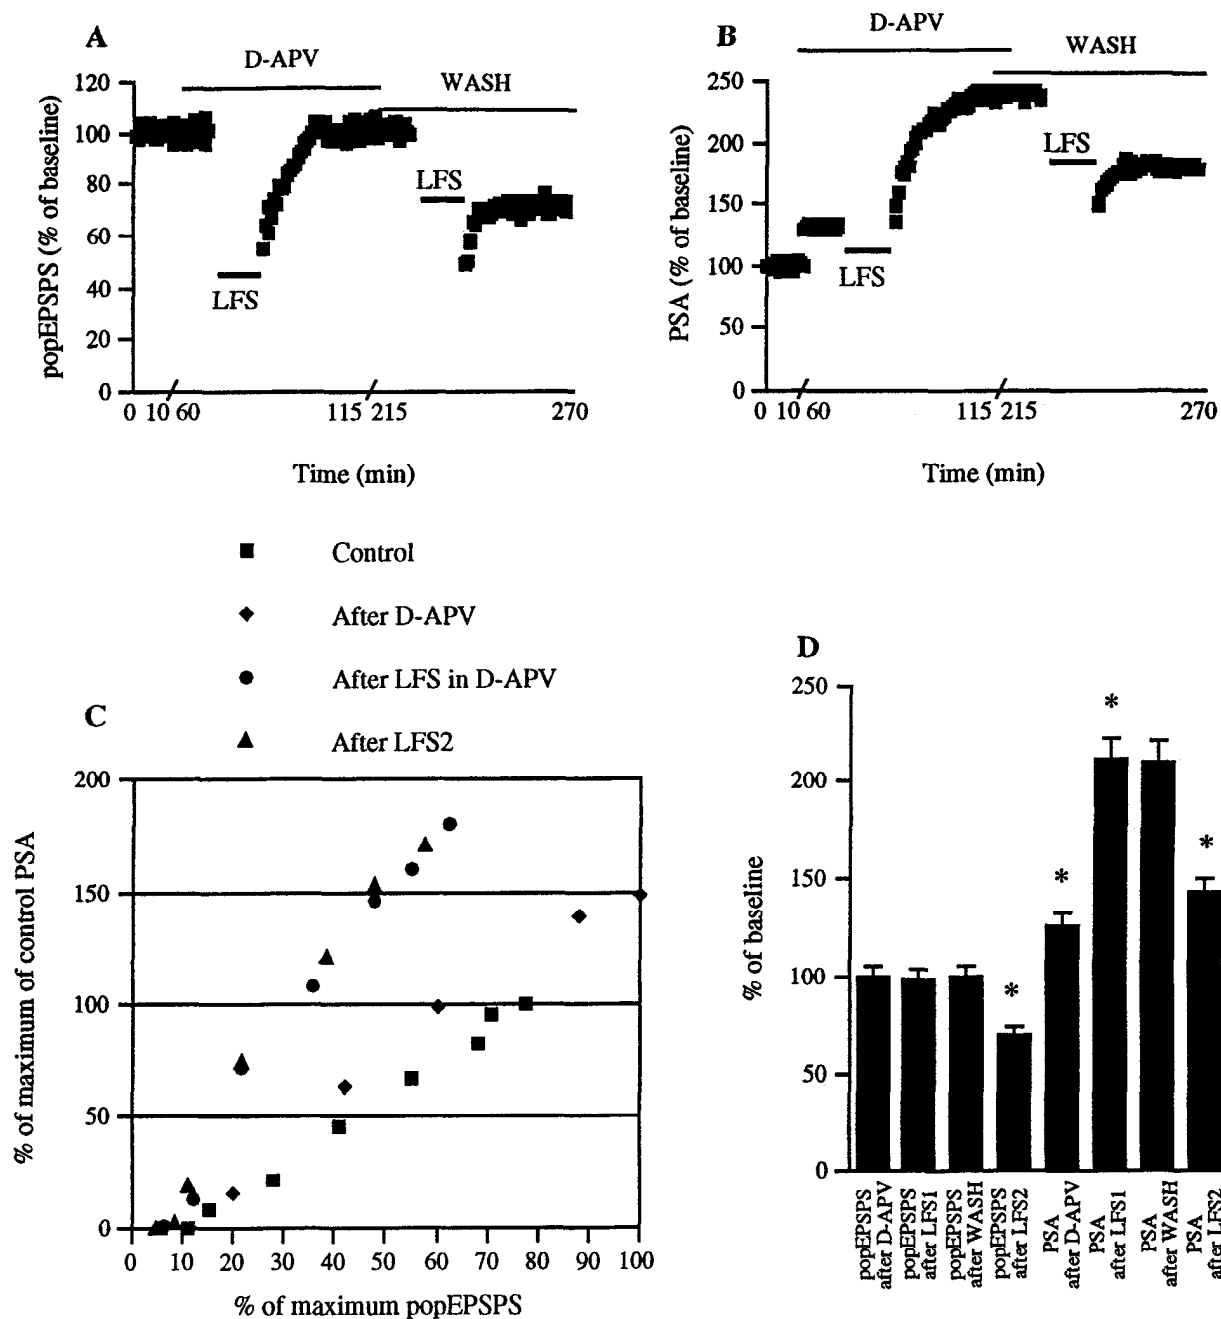 A
D-APV
WASH
120
100
80
60
40
20
0
LFS
LFS
popEPSPS (% of baseline)
0 10 60 115 215 270
Time (min)
B
D-APV
WASH
250
200
150
100
50
0
LFS
LFS
PSA (% of baseline)
0 10 60 115 215 270
Time (min)
Control
After D-APV
After LFS in D-APV
After LFS2
C
200
150
100
50
0
% of maximum of control PSA
0 10 20 30 40 50 60 70 80 90 100
% of maximum popEPSPS
D
250
200
150
100
50
0
% of baseline
* * * *
popEPSPS
after D-APV
popEPSPS
after LFS1
popEPSPS
after WASH
popEPSPS
after LFS2
PSA
after D-APV
PSA
after LFS1
PSA
after WASH
PSA
after LFS2